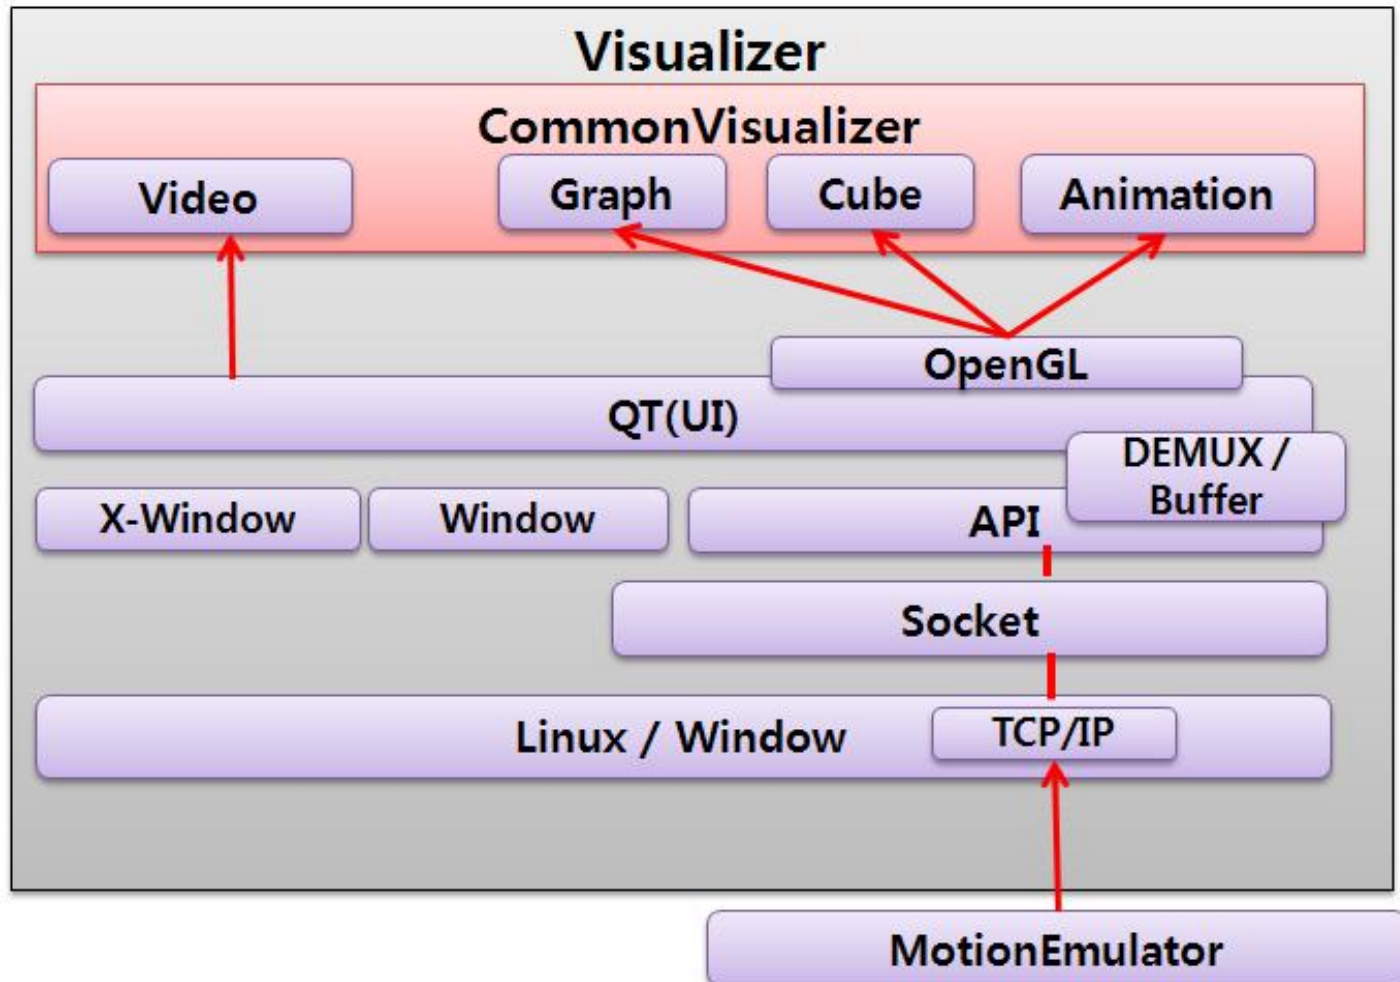 Visualizer
CommonVisualizer
Video
Graph
Cube
Animation
OpenGL
QT(UI)
DEMUX /
Buffer
X-Window
Window
API
Socket
Linux / Window
TCP/IP
MotionEmulator